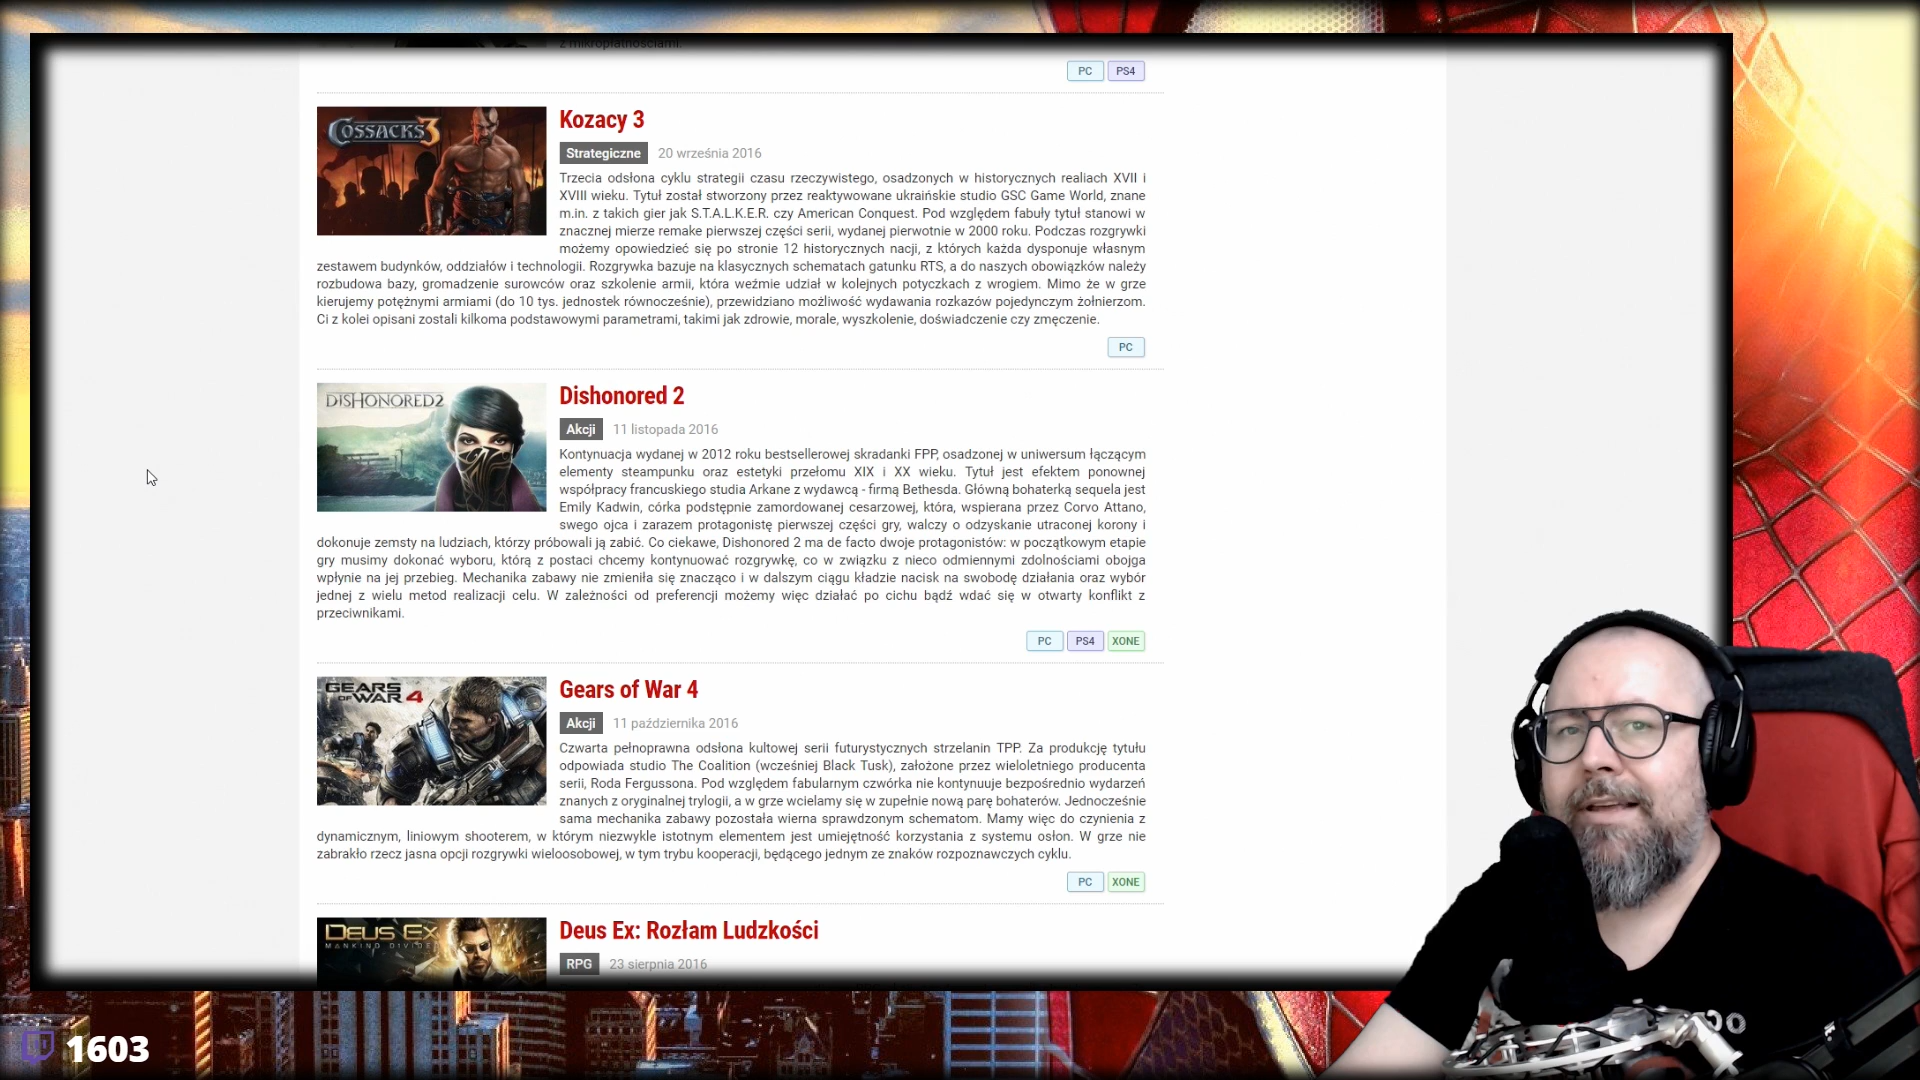 z mikropłatnościami.
PC PS4
COSSACKS 3
Kozacy 3
Strategiczne 20 września 2016
Trzecia odsłona cyklu strategii czasu rzeczywistego, osadzonych w historycznych realiach XVII i
XVIII wieku. Tytuł został stworzony przez reaktywowane ukraińskie studio GSC Game World, znane
m.in. z takich gier jak S.T.A.L.K.E.R. czy American Conquest. Pod względem fabuły tytuł stanowi w
znacznej mierze remake pierwszej części serii, wydanej pierwotnie w 2000 roku. Podczas rozgrywki
możemy opowiedzieć się po stronie 12 historycznych nacji, z których każda dysponuje własnym
zestawem budynków, oddziałów i technologii. Rozgrywka bazuje na klasycznych schematach gatunku RTS, a do naszych obowiązków należy
rozbudowa bazy, gromadzenie surowców oraz szkolenie armii, która weźmie udział w kolejnych potyczkach z wrogiem. Mimo że w grze
kierujemy potężnymi armiami (do 10 tys. jednostek równocześnie), przewidziano możliwość wydawania rozkazów pojedynczym żołnierzom.
Ci z kolei opisani zostali kilkoma podstawowymi parametrami, takimi jak zdrowie, morale, wyszkolenie, doświadczenie czy zmęczenie.
PC
DISHONORED 2
Dishonored 2
Akcji 11 listopada 2016
Kontynuacja wydanej w 2012 roku bestsellerowej skradanki FPP, osadzonej w uniwersum łączącym
elementy steampunku oraz estetyki przełomu XIX i XX wieku. Tytuł jest efektem ponownej
współpracy francuskiego studia Arkane z wydawcą - firmą Bethesda. Główną bohaterką sequela jest
Emily Kadwin, córka podstępnie zamordowanej cesarzowej, która, wspierana przez Corvo Attano,
swego ojca i zarazem protagonistę pierwszej części gry, walczy o odzyskanie utraconej korony i
dokonuje zemsty na ludziach, którzy próbowali ją zabić. Co ciekawe, Dishonored 2 ma de facto dwoje protagonistów: w początkowym etapie
gry musimy dokonać wyboru, którą z postaci chcemy kontynuować rozgrywkę, co w związku z nieco odmiennymi zdolnościami obojga
wpłynie na jej przebieg. Mechanika zabawy nie zmieniła się znacząco i w dalszym ciągu kładzie nacisk na swobodę działania oraz wybór
jednej z wielu metod realizacji celu. W zależności od preferencji możemy więc działać po cichu bądź wdać się w otwarty konflikt z
przeciwnikami.
PC PS4 XONE
GEARS OF WAR 4
Gears of War 4
Akcji 11 października 2016
Czwarta pełnoprawna odsłona kultowej serii futurystycznych strzelanin TPP. Za produkcję tytułu
odpowiada studio The Coalition (wcześniej Black Tusk), założone przez wieloletniego producenta
serii, Roda Fergussona. Pod względem fabularnym czwórka nie kontynuuje bezpośrednio wydarzeń
znanych z oryginalnej trylogii, a w grze wcielamy się w zupełnie nową parę bohaterów. Jednocześnie
sama mechanika zabawy pozostała wierna sprawdzonym schematom. Mamy więc do czynienia z
dynamicznym, liniowym shooterem, w którym niezwykle istotnym elementem jest umiejętność korzystania z systemu osłon. W grze nie
zabrakło rzecz jasna opcji rozgrywki wieloosobowej, w tym trybu kooperacji, będącego jednym ze znaków rozpoznawczych cyklu.
PC XONE
DEUS EX
MANKIND DIVIDED
Deus Ex: Rozłam Ludzkości
RPG 23 sierpnia 2016
1603